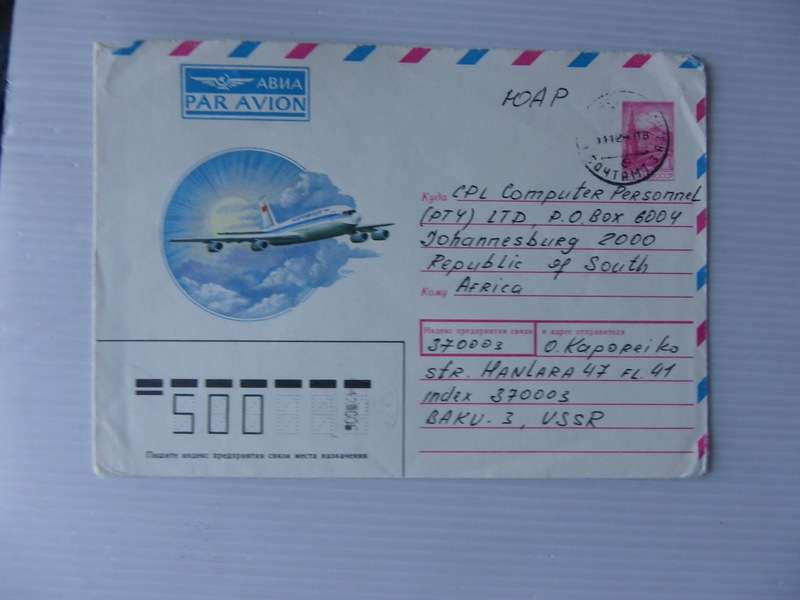 АВИА
PAR AVION
ЮАР
Куда CPL Computer Personnel
(PTY) LTD, P.O.Box 6004
Johannesburg 2000
Republic of South
Кому Africa
Индекс предприятия связи и адрес отправителя
370003 O. Kaporeiko
str. HANLARA 47 FL. 41
index 370003
BAKU-3, USSR
500
Пишите индекс предприятия связи места назначения